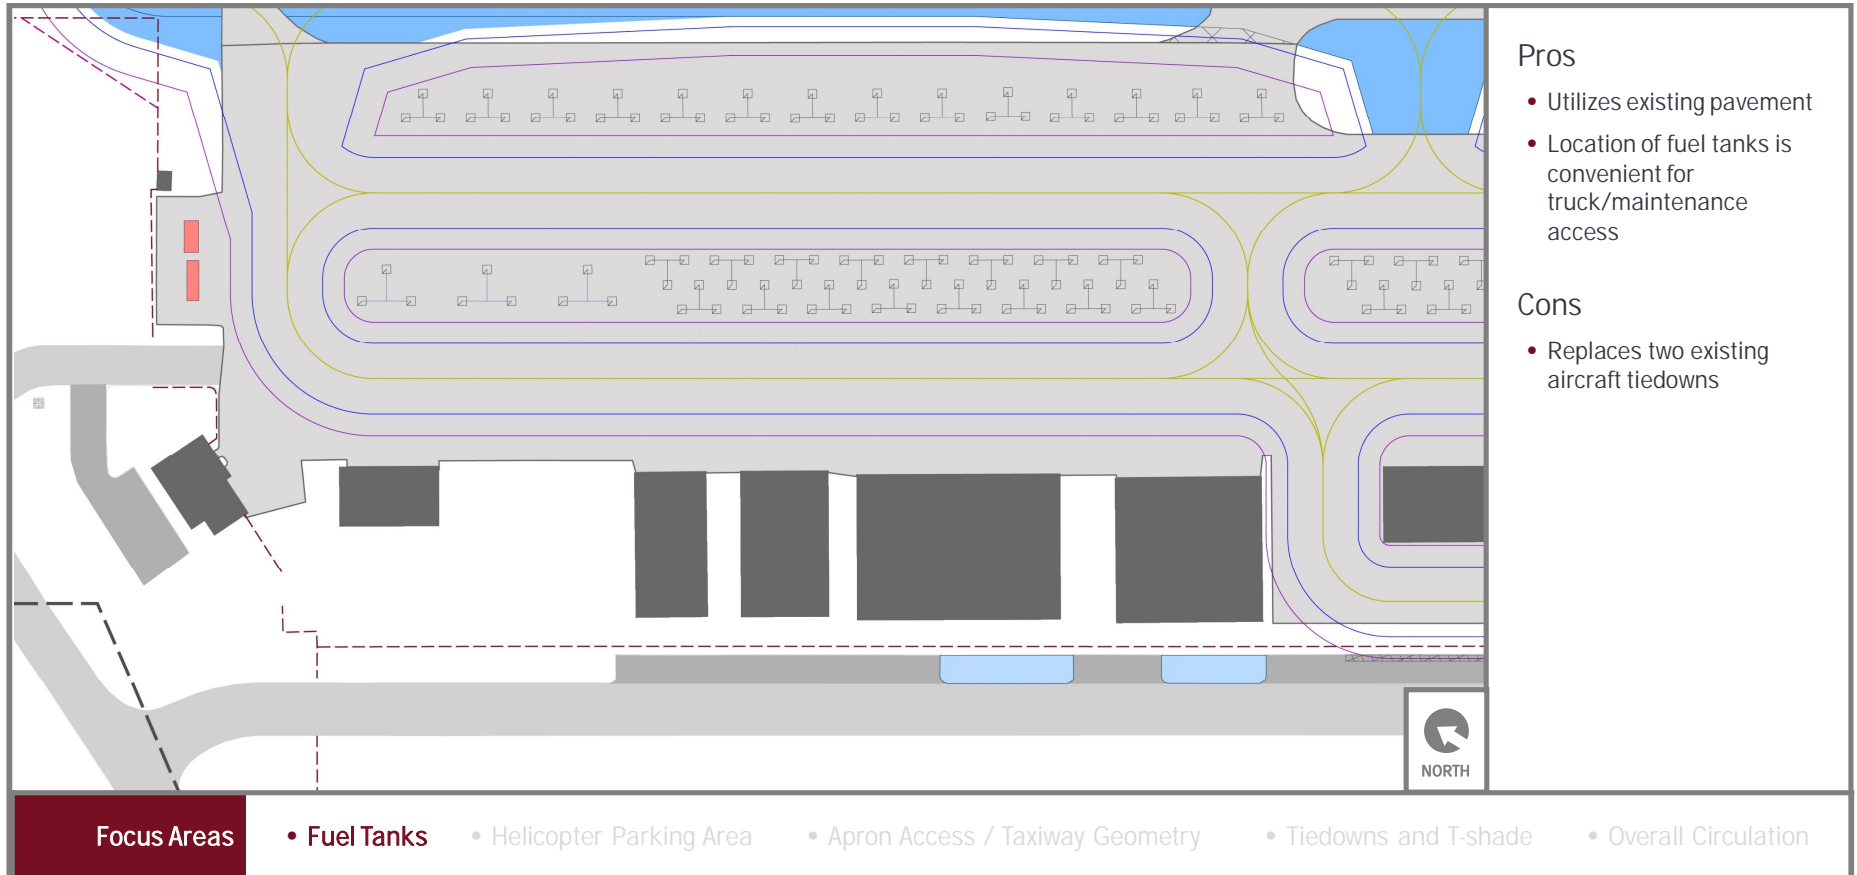 Pros
• Utilizes existing pavement
• Location of fuel tanks is
convenient for
truck/maintenance
access
Cons
• Replaces two existing
aircraft tiedowns
NORTH
Focus Areas
• Fuel Tanks
• Helicopter Parking Area
• Apron Access / Taxiway Geometry
• Tiedowns and T-shade
• Overall Circulation